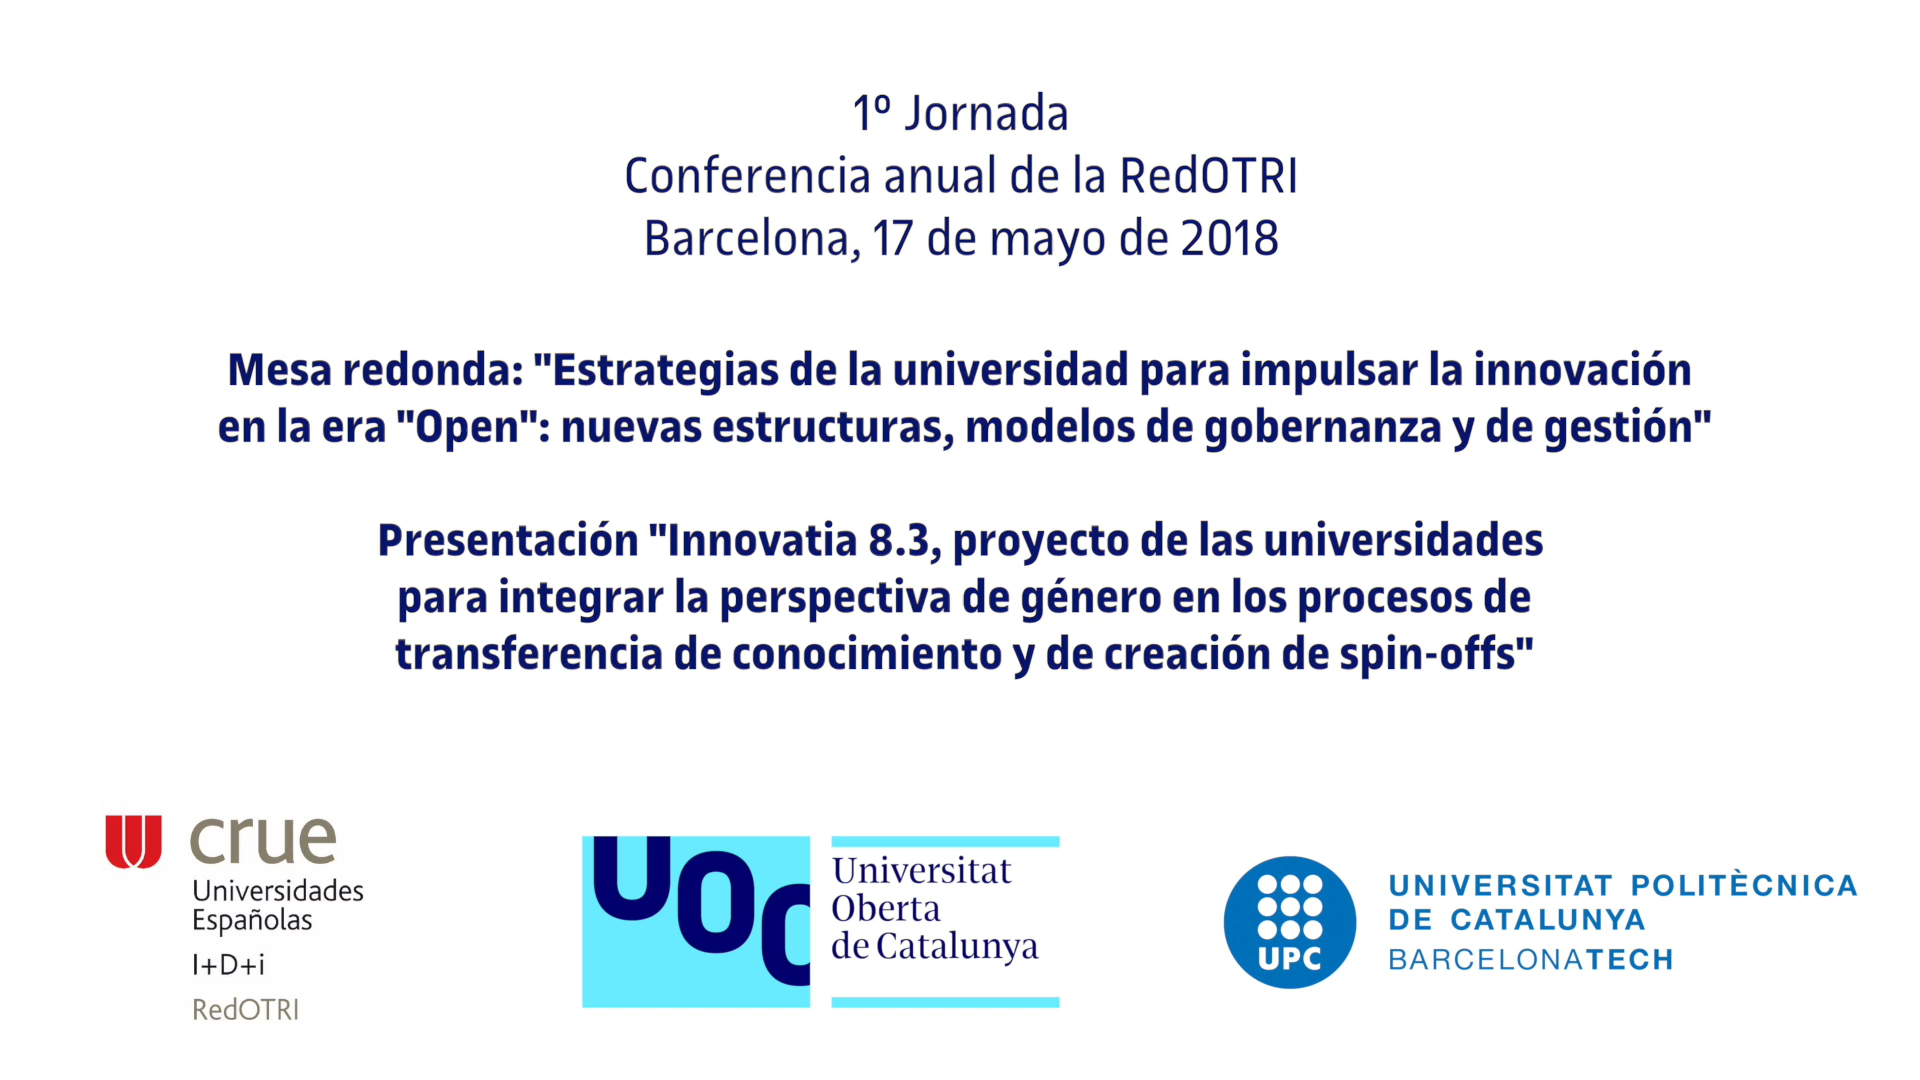 1º Jornada
Conferencia anual de la RedOTRI
Barcelona, 17 de mayo de 2018
Mesa redonda: "Estrategias de la universidad para impulsar la innovación
en la era "Open": nuevas estructuras, modelos de gobernanza y de gestión"
Presentación "Innovatia 8.3, proyecto de las universidades
para integrar la perspectiva de género en los procesos de
transferencia de conocimiento y de creación de spin-offs"
crue
Universidades
Españolas
I+D+i
RedOTRI
UOC
Universitat
Oberta
de Catalunya
UPC
UNIVERSITAT POLITÈCNICA
DE CATALUNYA
BARCELONATECH